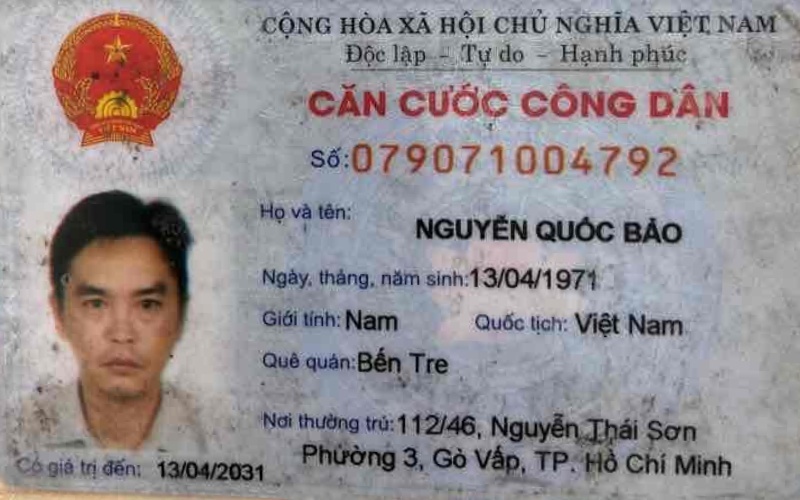 CỘNG HÒA XÃ HỘI CHỦ NGHĨA VIỆT NAM
Độc lập - Tự do - Hạnh phúc
CĂN CƯỚC CÔNG DÂN
Số: 079071004792
Họ và tên:
NGUYỄN QUỐC BẢO
Ngày, tháng, năm sinh: 13/04/1971
Giới tính: Nam Quốc tịch: Việt Nam
Quê quán: Bến Tre
Nơi thường trú: 112/46, Nguyễn Thái Sơn
Phường 3, Gò Vấp, TP. Hồ Chí Minh
Có giá trị đến: 13/04/2031
VIỆT NAM